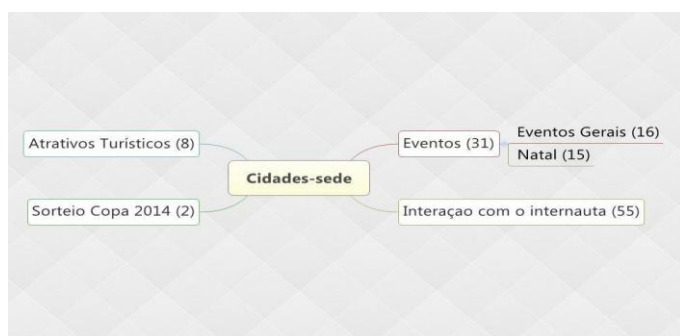 Atrativos Turísticos (8)
Sorteio Copa 2014 (2)
Cidades-sede
Eventos (31)
Eventos Gerais (16)
Natal (15)
Interaçao com o internauta (55)